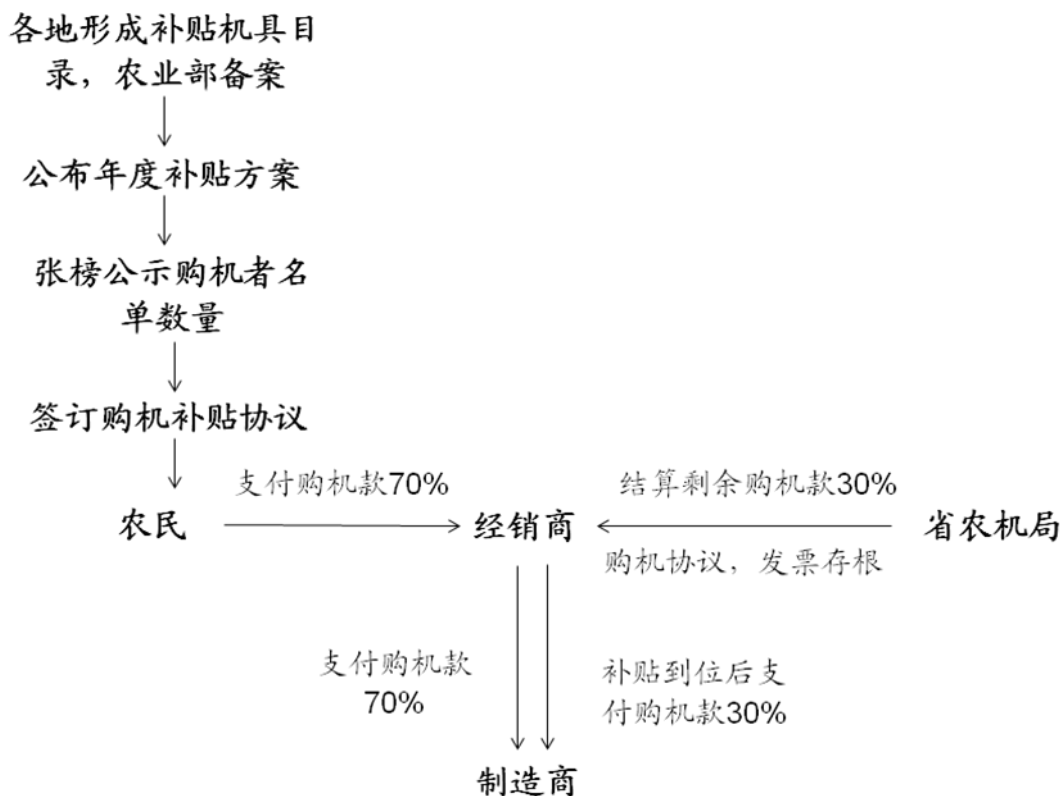 各地形成补贴机具目
录，农业部备案
公布年度补贴方案
张榜公示购机者名
单数量
签订购机补贴协议
支付购机款70%
结算剩余购机款30%
农民
经销商
省农机局
购机协议，发票存根
支付购机款
70%
补贴到位后支
付购机款30%
制造商